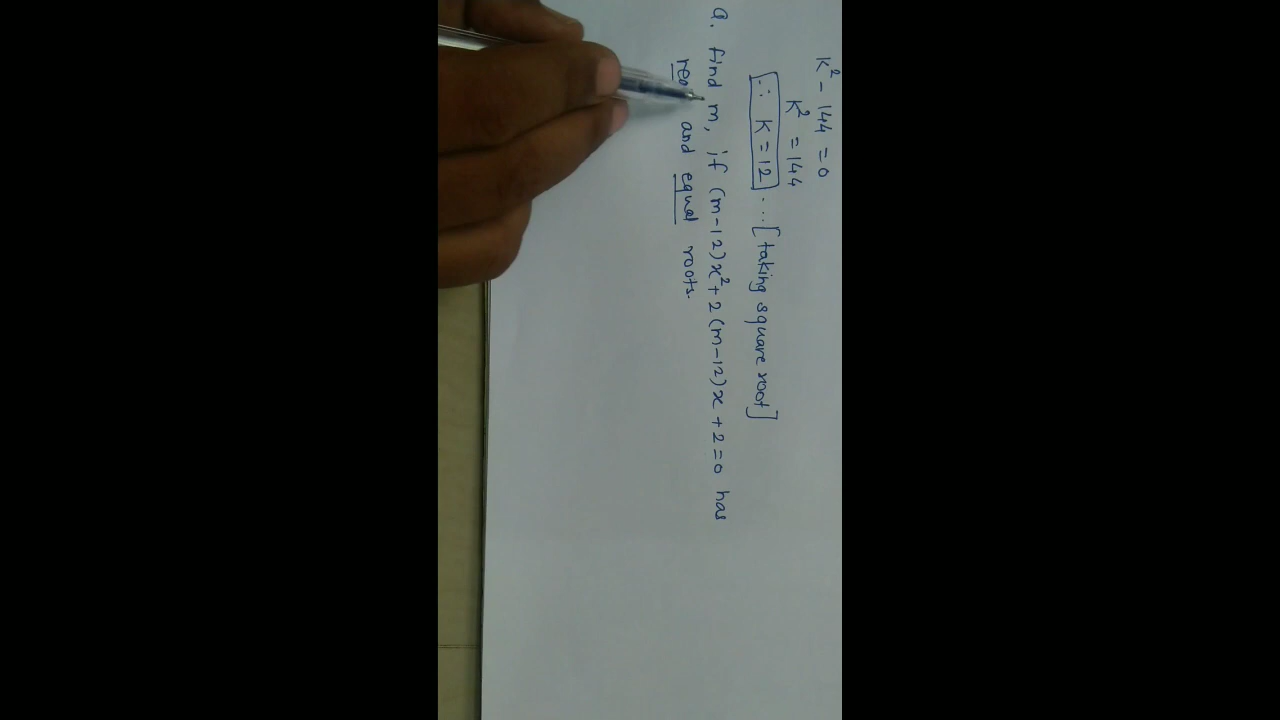 K² - 144 = 0
K² = 144
∴ K = 12 ...[taking square root]
Q. find m, if (m-12)x² + 2(m-12)x + 2 = 0 has
and equal roots.